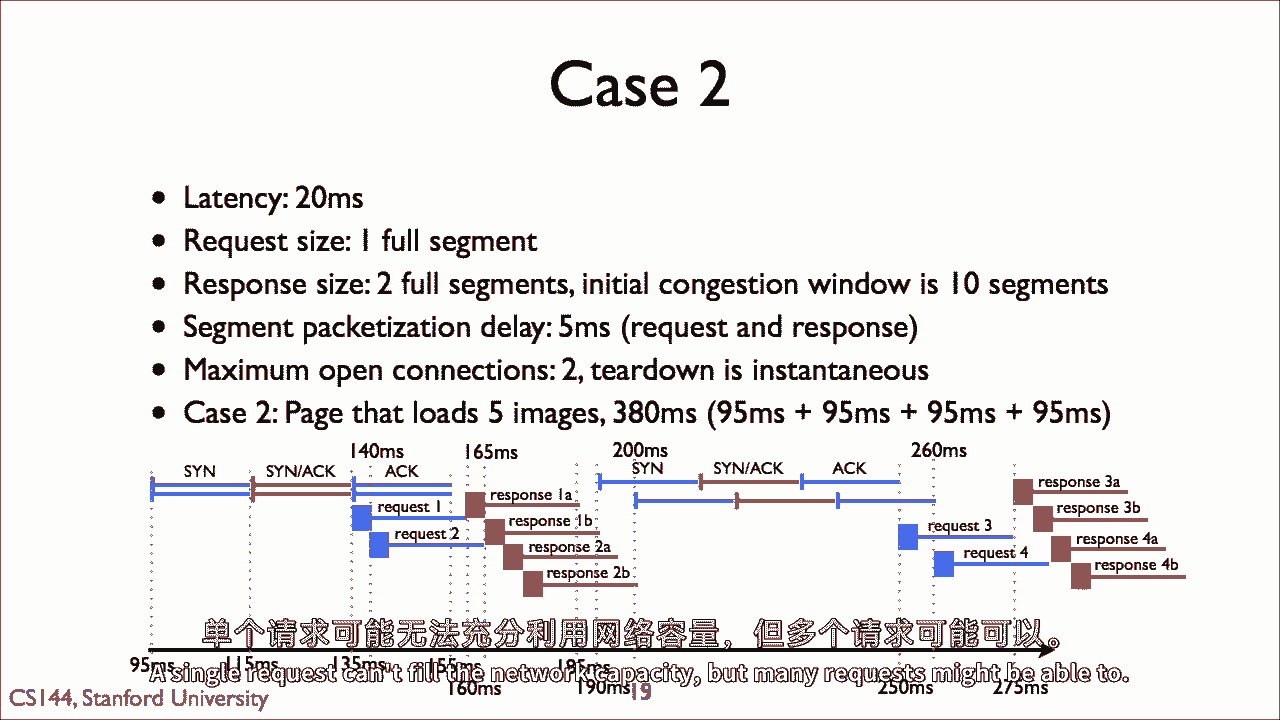 Case 2
• Latency: 20ms
• Request size: 1 full segment
• Response size: 2 full segments, initial congestion window is 10 segments
• Segment packetization delay: 5ms (request and response)
• Maximum open connections: 2, teardown is instantaneous
• Case 2: Page that loads 5 images, 380ms (95ms + 95ms + 95ms + 95ms)
140ms 165ms 200ms 260ms
SYN SYN/ACK ACK SYN SYN/ACK ACK
response 3a
response 1a
request 1 response 3b
response 1b request 3
request 2 response 4a
response 2a request 4
response 4b
response 2b
单个请求可能无法充分利用网络容量，但多个请求可能可以。
95ms 115ms 135ms 155ms 195ms
A single request can't fill the network capacity, but many requests might be able to.
160ms 190ms 250ms 275ms
CS144, Stanford University 19